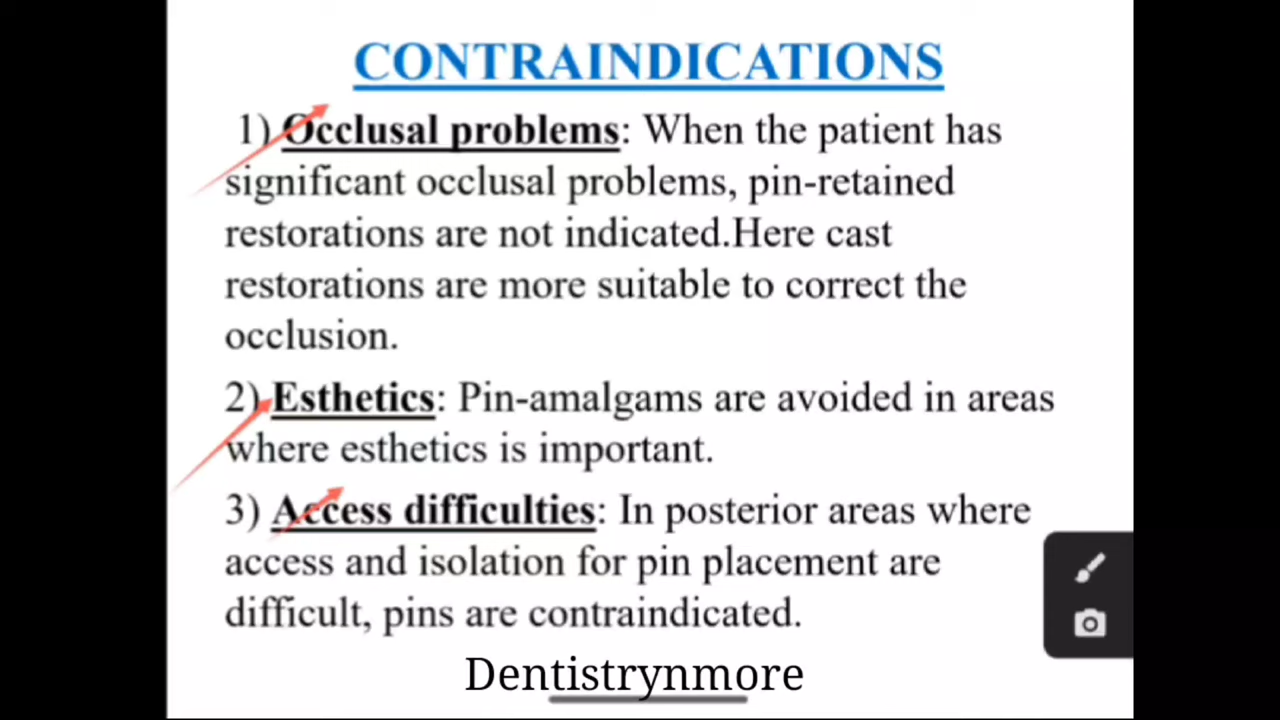 CONTRAINDICATIONS
1) Occlusal problems: When the patient has
significant occlusal problems, pin-retained
restorations are not indicated.Here cast
restorations are more suitable to correct the
occlusion.
2) Esthetics: Pin-amalgams are avoided in areas
where esthetics is important.
3) Access difficulties: In posterior areas where
access and isolation for pin placement are
difficult, pins are contraindicated.
Dentistrynmore